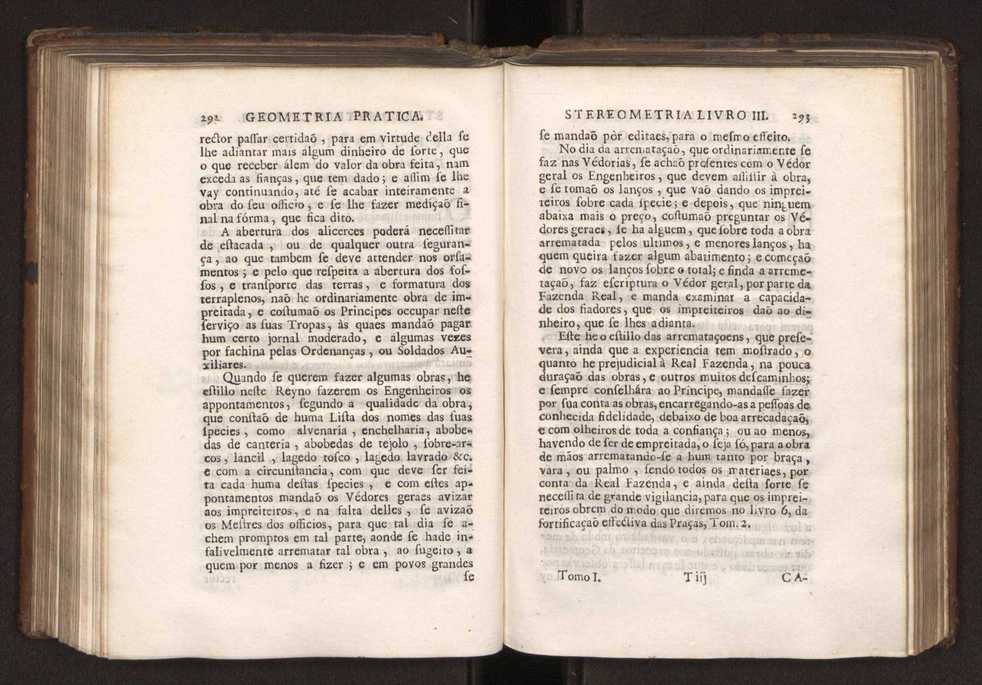 292 GEOMETRIA PRATICA.
rector paſſar certidaõ , para em virtude della ſe
lhe adiantar mais algum dinheiro de ſorte, que
o que receber álem do valor da obra feita, nam
exceda as fianças, que tem dado; e aſſim ſe lhe
vay continuando, até ſe acabar inteiramente a
obra do ſeu officio, e ſe lhe fazer mediçaõ fi-
nal na fórma, que fica dito.
A abertura dos alicerces poderá neceſſitar
de eſtacada , ou de qualquer outra ſeguran-
ça, ao que tambem ſe deve attender nos orſa-
mentos ; e pelo que reſpeita a abertura dos foſ-
ſos , e tranſporte das terras, e formatura dos
terraplenos, naõ he ordinariamente obra de im-
preitada, e coſtumaõ os Principes occupar neſte
ſerviço as ſuas Tropas, às quaes mandaõ pagar
hum certo jornal moderado, e algumas vezes
por fachina pelas Ordenanças, ou Soldados Au-
xiliares.
Quando ſe querem fazer algumas obras, he
eſtillo neſte Reyno fazerem os Engenheiros os
appontamentos, ſegundo a qualidade da obra,
que conſtaõ de huma Liſta dos nomes das ſuas
ſpecies , como alvenaria , enchelharia, abobe-
das de canteria , abobedas de tejolo , ſobre-ar-
cos , lancil , lagedo toſco , lagedo lavrado &c.
e com a circunſtancia, com que deve ſer fei-
ta cada huma deſtas ſpecies , e com eſtes ap-
pontamentos mandaõ os Védores geraes avizar
aos impreiteiros, e na falta delles , ſe avizaõ
os Meſtres dos officios, para que tal dia ſe a-
chem promptos em tal parte, aonde ſe hade in-
falivelmente arrematar tal obra , ao ſugeito, a
quem por menos a fizer ; e em povos grandes
ſe
STEREOMETRIA LIVRO III. 293
ſe mandaõ pór editaes, para o meſmo effeito.
No dia da arremataçaõ, que ordinariamente ſe
faz nas Védorias, ſe achaõ preſentes com o Védor
geral os Engenheiros, que devem aſſiſtir à obra,
e ſe tomaõ os lanços , que vaõ dando os imprei-
teiros ſobre cada ſpecie; e depois, que ninguem
abaixa mais o preço, coſtumaõ preguntar os Vé-
dores geraes, ſe ha alguem, que ſobre toda a obra
arrematada pelos ultimos, e menores lanços, ha
quem queira fazer algum abatimento; e começaõ
de novo os lanços ſobre o total; e finda a arreme-
taçaõ, faz eſcriptura o Védor geral, por parte da
Fazenda Real, e manda examinar a capacida-
de dos fiadores, que os impreiteiros daõ ao di-
nheiro, que ſe lhes adianta.
Eſte he o eſtillo das arremataçoens, que preſe-
vera, ainda que a experiencia tem moſtrado, o
quanto he prejudicial à Real Fazenda, na pouca
duraçaõ das obras, e outros muitos deſcaminhos;
e ſempre conſelhára ao Príncipe, mandaſſe fazer
por ſua conta as obras, encarregando-as a peſſoas de
conhecida fidelidade, debaixo de boa arrecadaçaõ,
e com olheiros de toda a confiança; ou ao menos,
havendo de ſer de empreitada, o ſeja ſó, para a obra
de mãos arrematando-ſe a hum tanto por braça,
vara , ou palmo , ſendo todos os materiaes, por
conta da Real Fazenda, e ainda deſta ſorte ſe
neceſſita de grande vigilancia, para que os imprei-
teiros obrem do modo que diremos no livro 6, da
fortificaçaõ effectiva das Praças, Tom. 2.
Tomo I. T iij CA-